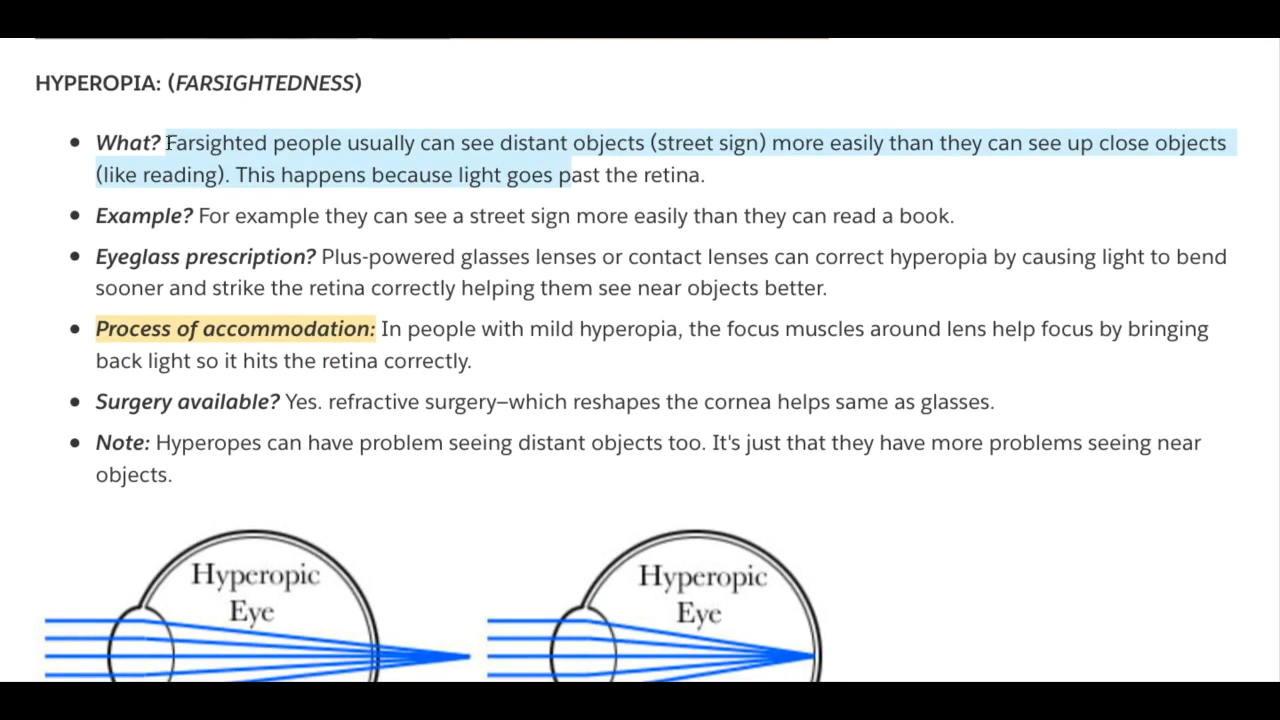 HYPEROPIA: (FARSIGHTEDNESS)
• What? Farsighted people usually can see distant objects (street sign) more easily than they can see up close objects
(like reading). This happens because light goes past the retina.
• Example? For example they can see a street sign more easily than they can read a book.
• Eyeglass prescription? Plus-powered glasses lenses or contact lenses can correct hyperopia by causing light to bend
sooner and strike the retina correctly helping them see near objects better.
• Process of accommodation: In people with mild hyperopia, the focus muscles around lens help focus by bringing
back light so it hits the retina correctly.
• Surgery available? Yes. refractive surgery—which reshapes the cornea helps same as glasses.
• Note: Hyperopes can have problem seeing distant objects too. It's just that they have more problems seeing near
objects.
Hyperopic
Eye
Hyperopic
Eye